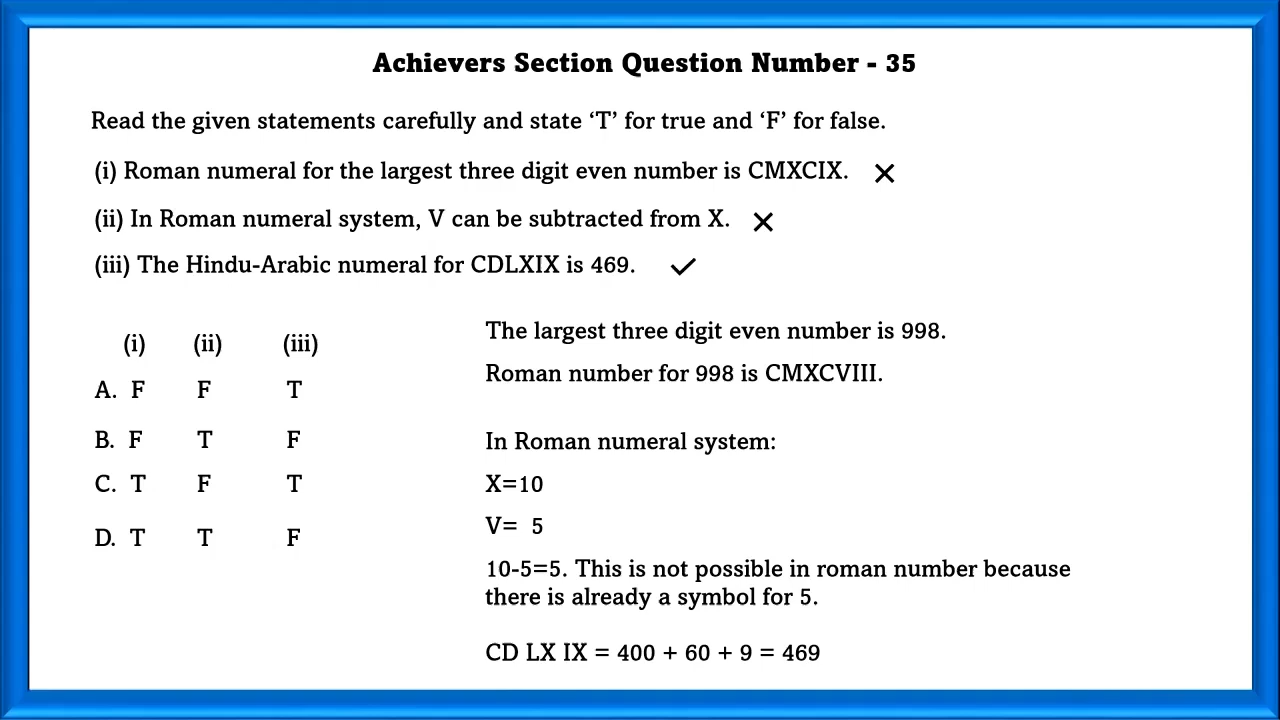 Achievers Section Question Number - 35
Read the given statements carefully and state ‘T’ for true and ‘F’ for false.
(i) Roman numeral for the largest three digit even number is CMXCIX. ✕
(ii) In Roman numeral system, V can be subtracted from X. ✕
(iii) The Hindu-Arabic numeral for CDLXIX is 469. ✓
(i) (ii) (iii)
A. F F T
B. F T F
C. T F T
D. T T F
The largest three digit even number is 998.
Roman number for 998 is CMXCVIII.
In Roman numeral system:
X=10
V= 5
10-5=5. This is not possible in roman number because
there is already a symbol for 5.
CD LX IX = 400 + 60 + 9 = 469